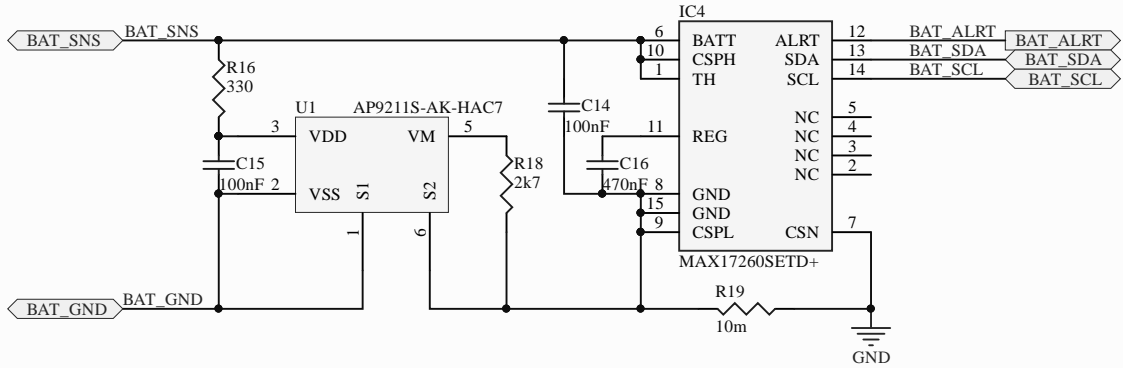 IC4
BAT_SNS
BAT_SNS
6
BATT
ALRT
12
BAT_ALRT
BAT_ALRT
10
CSPH
SDA
13
BAT_SDA
BAT_SDA
1
TH
SCL
14
BAT_SCL
BAT_SCL
R16
330
U1
AP9211S-AK-HAC7
C14
100nF
NC
5
3
VDD
VM
5
11
REG
NC
4
NC
3
C15
100nF
R18
2k7
C16
470nF
NC
2
2
VSS
S1
S2
8
GND
15
GND
1
6
9
CSPL
CSN
7
MAX17260SETD+
BAT_GND
BAT_GND
R19
10m
GND